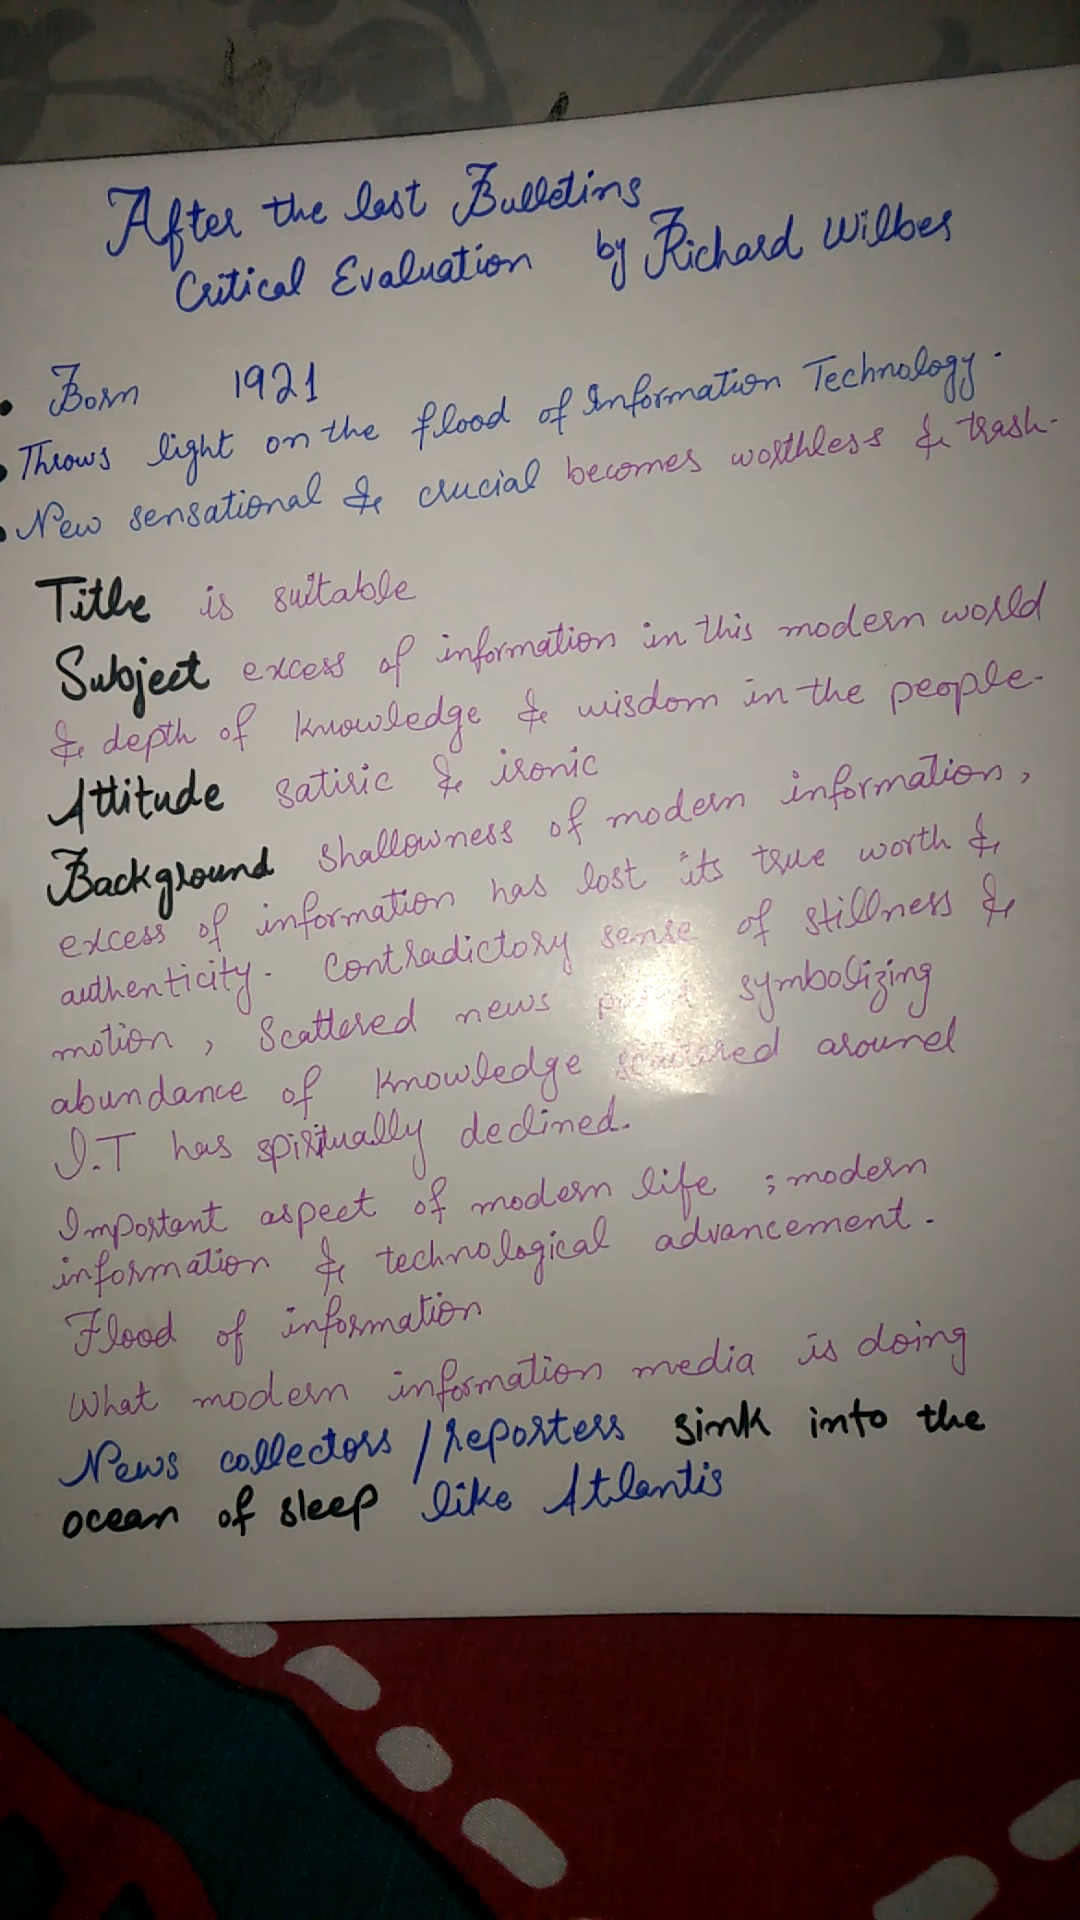 After the last Bulletins
Critical Evaluation by Richard Wilber
• Born 1921
• Throws light on the flood of Information Technology.
• New sensational & crucial becomes worthless & trash.
Title is suitable
Subject excess of information in this modern world
& depth of knowledge & wisdom in the people.
Attitude satiric & ironic
Background shallowness of modern information,
excess of information has lost its true worth &
authenticity. Contradictory sense of stillness &
motion, Scattered news symbolizing
abundance of knowledge scattered around
I.T has spiritually declined.
Important aspect of modern life ; modern
information & technological advancement.
Flood of information
What modern information media is doing
News collectors / reporters sink into the
ocean of sleep like Atlantis